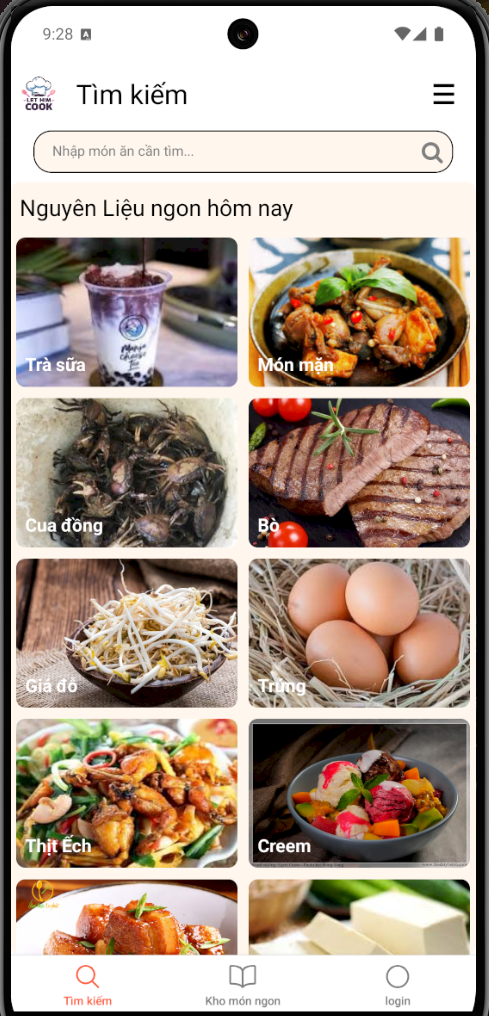 9:28 A
LET HIM
COOK
Tìm kiếm
Nhập món ăn cần tìm...
Nguyên Liệu ngon hôm nay
Trà sữa
Món mặn
Cua đồng
Bò
Giá đỗ
Trứng
Thịt Ếch
Creem
Tìm kiếm
Kho món ngon
login